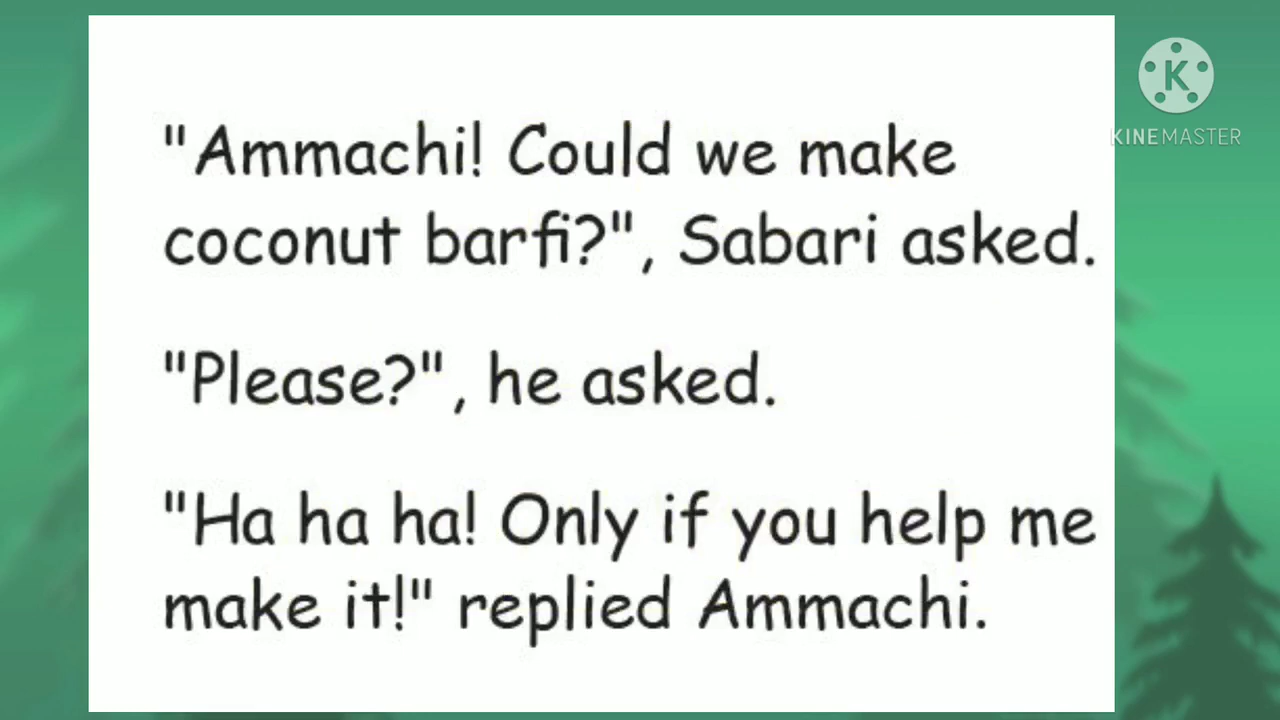 "Ammachi! Could we make
coconut barfi?", Sabari asked.
"Please?", he asked.
"Ha ha ha! Only if you help me
make it!" replied Ammachi.
KINEMASTER